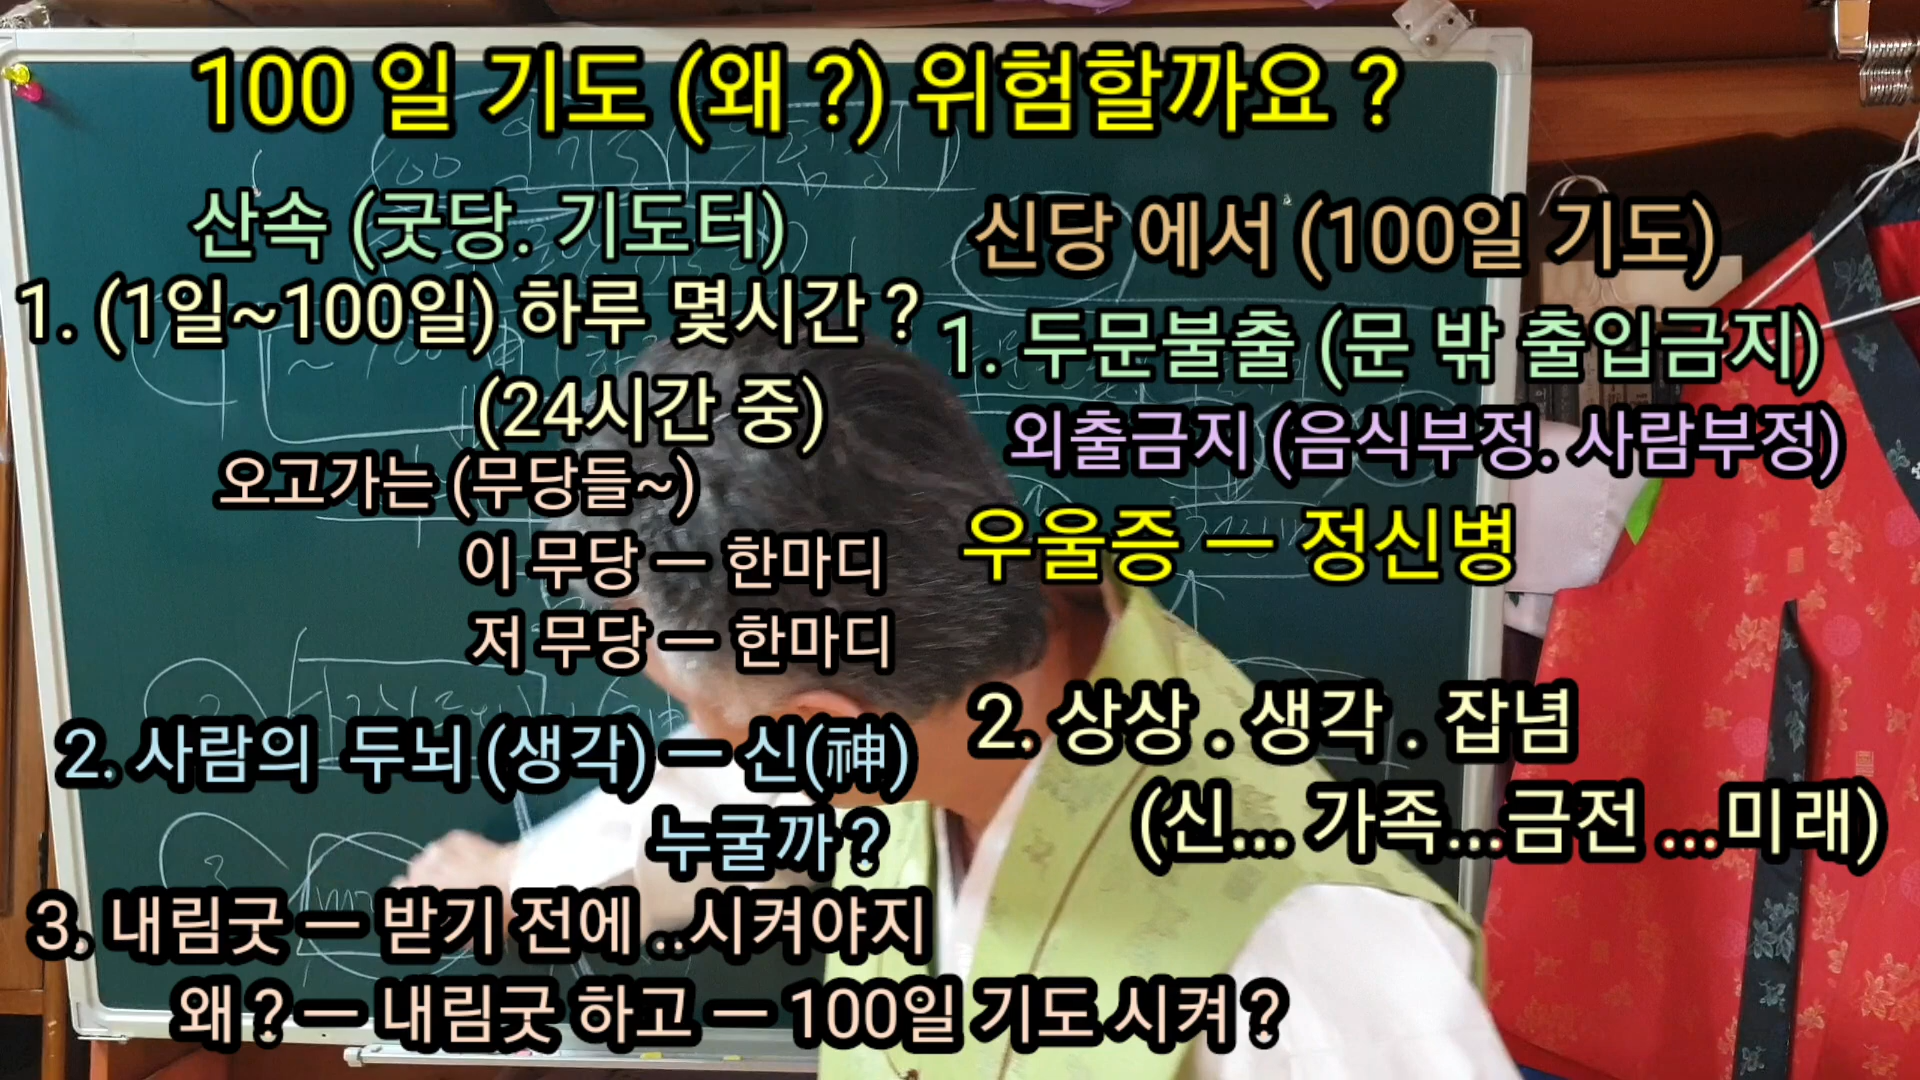 100 일 기도 (왜 ?) 위험할까요 ?
산속 (굿당. 기도터)
1. (1일~100일) 하루 몇시간 ?
(24시간 중)
오고가는 (무당들~)
이 무당 ㅡ 한마디
저 무당 ㅡ 한마디
2. 사람의 두뇌 (생각) ㅡ 신(神)
누굴까 ?
3. 내림굿 ㅡ 받기 전에 ..시켜야지
왜 ? ㅡ 내림굿 하고 ㅡ 100일 기도 시켜 ?
신당 에서 (100일 기도)
1. 두문불출 (문 밖 출입금지)
외출금지 (음식부정. 사람부정)
우울증 ㅡ 정신병
2. 상상 . 생각 . 잡념
(신... 가족...금전 ...미래)